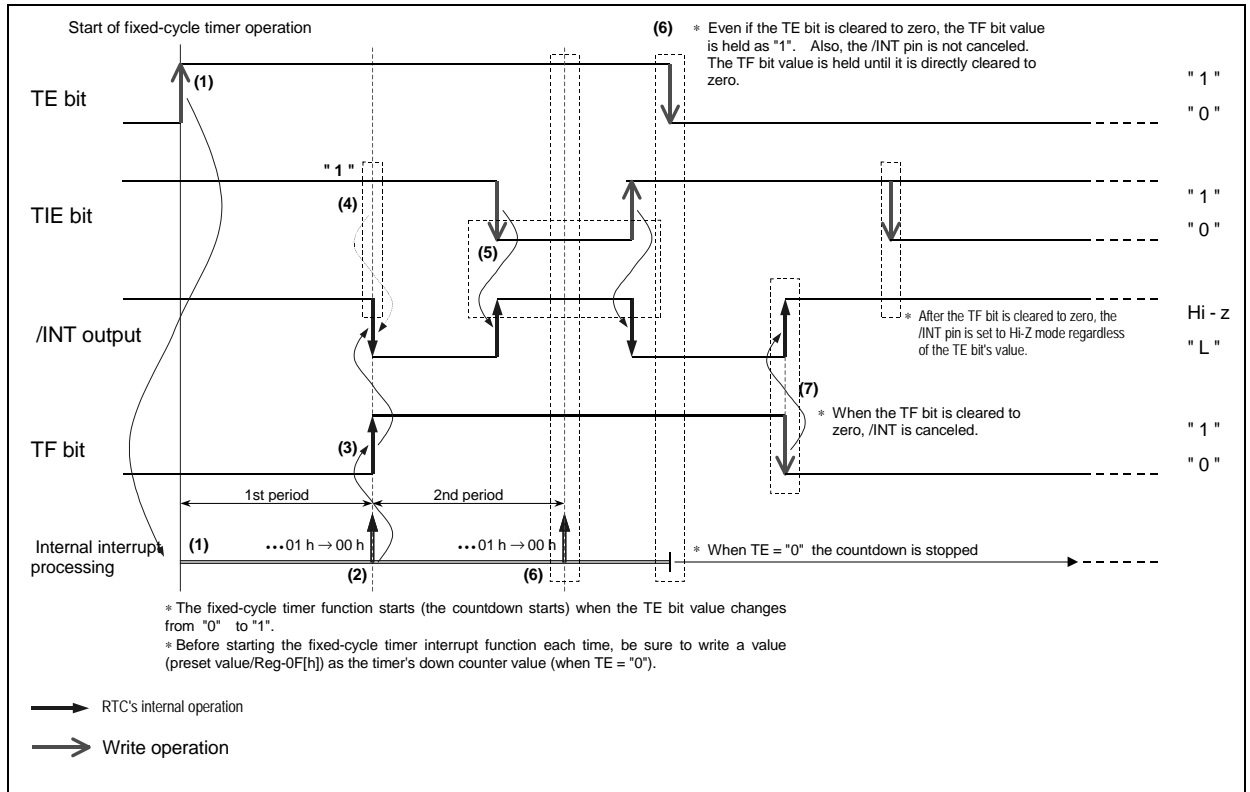 Start of fixed-cycle timer operation
(6)
* Even if the TE bit is cleared to zero, the TF bit value
is held as "1". Also, the /INT pin is not canceled.
The TF bit value is held until it is directly cleared to
zero.
(1)
TE bit
" 1 "
" 0 "
" 1 "
(4)
TIE bit
" 1 "
" 0 "
(5)
/INT output
Hi - z
" L "
* After the TF bit is cleared to zero, the
/INT pin is set to Hi-Z mode regardless
of the TE bit's value.
(7)
* When the TF bit is cleared to
zero, /INT is canceled.
TF bit
(3)
" 1 "
" 0 "
1st period
2nd period
Internal interrupt
processing
(1)
•••01 h → 00 h
•••01 h → 00 h
(2)
(6)
* When TE = "0" the countdown is stopped
* The fixed-cycle timer function starts (the countdown starts) when the TE bit value changes
from "0" to "1".
* Before starting the fixed-cycle timer interrupt function each time, be sure to write a value
(preset value/Reg-0F[h]) as the timer's down counter value (when TE = "0").
RTC's internal operation
Write operation